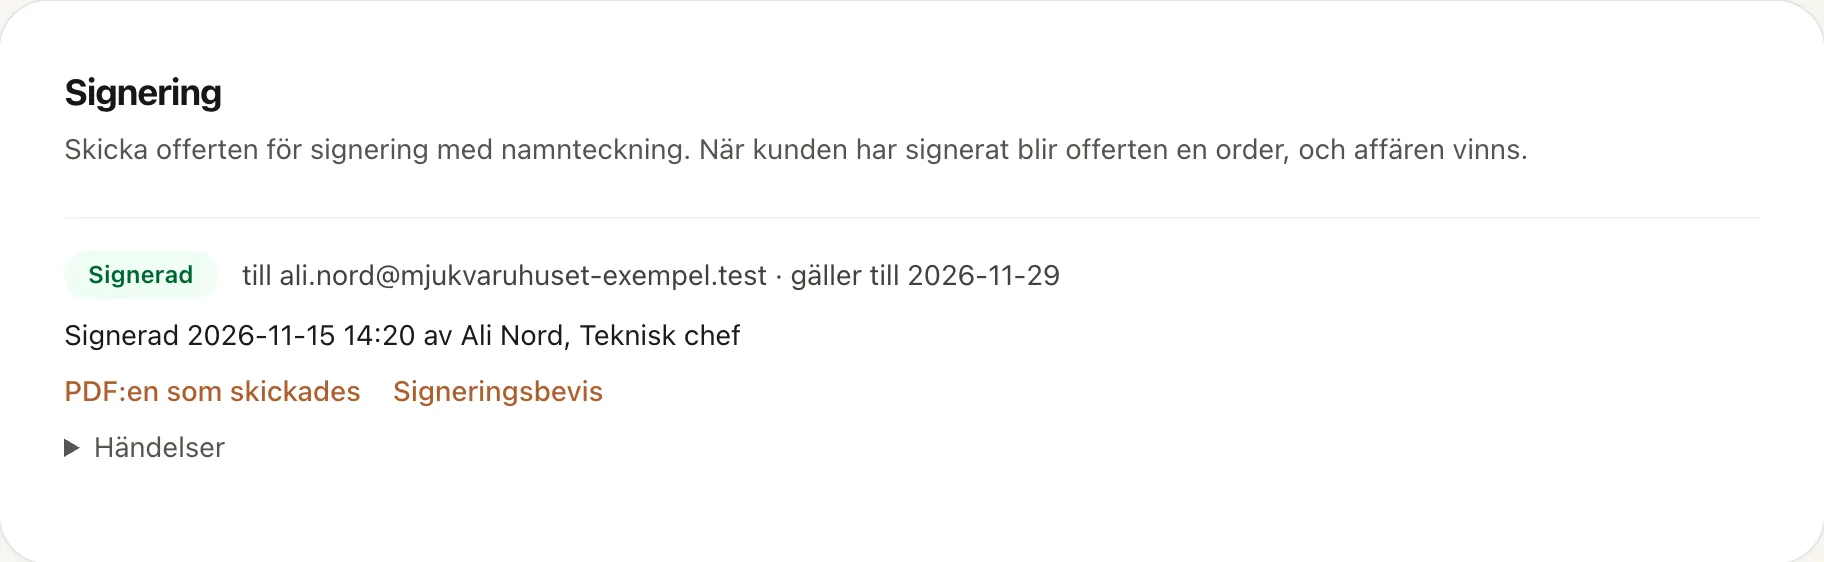 Signering
Skicka offerten för signering med namnteckning. När kunden har signerat blir offerten en order, och affären vinns.
Signerad till ali.nord@mjukvaruhuset-exempel.test · gäller till 2026-11-29
Signerad 2026-11-15 14:20 av Ali Nord, Teknisk chef
PDF:en som skickades Signeringsbevis
Händelser